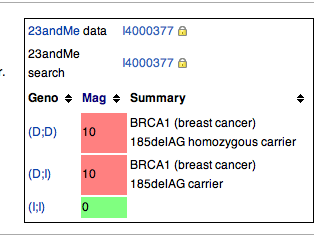 23andMe data I4000377
23andMe
search I4000377
r.
Geno Mag Summary
(D;D) 10 BRCA1 (breast cancer)
185delAG homozygous carrier
(D;I) 10 BRCA1 (breast cancer)
185delAG carrier
(I;I) 0